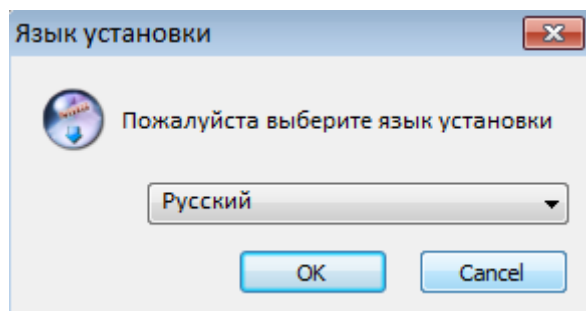 Язык установки
Пожалуйста выберите язык установки
Русский
OK
Cancel